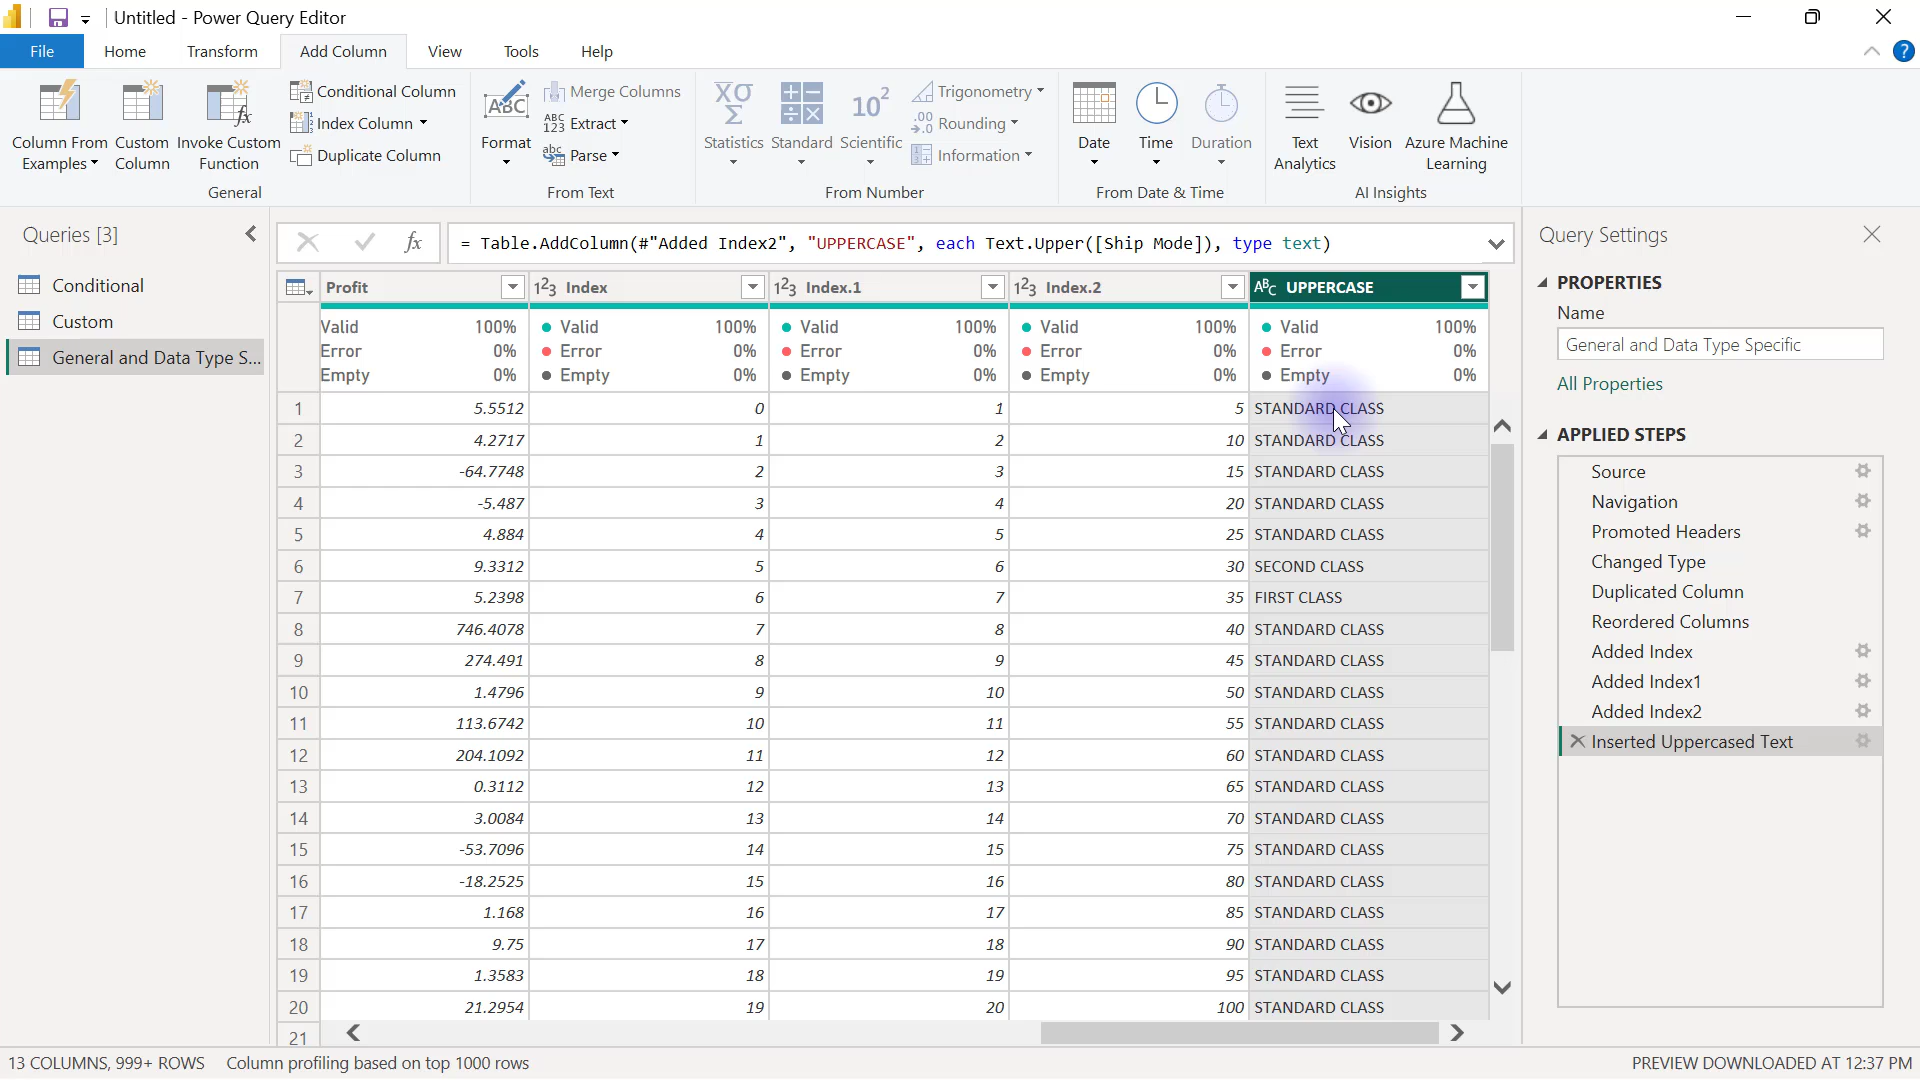 Untitled - Power Query Editor
File Home Transform Add Column View Tools Help
Column From Examples
Custom Column
Invoke Custom Function
Conditional Column
Index Column
Duplicate Column
General
Format
Merge Columns
Extract
Parse
From Text
Statistics
Standard
Scientific
Trigonometry
Rounding
Information
From Number
Date
Time
Duration
From Date & Time
Text Analytics
Vision
Azure Machine Learning
AI Insights
Queries [3]
Conditional
Custom
General and Data Type S...
fx = Table.AddColumn(#"Added Index2", "UPPERCASE", each Text.Upper([Ship Mode]), type text)
Profit 123 Index 123 Index.1 123 Index.2 ABC UPPERCASE
Valid 100% Valid 100% Valid 100% Valid 100% Valid 100%
Error 0% Error 0% Error 0% Error 0% Error 0%
Empty 0% Empty 0% Empty 0% Empty 0% Empty 0%
1 5.5512 0 1 5 STANDARD CLASS
2 4.2717 1 2 10 STANDARD CLASS
3 -64.7748 2 3 15 STANDARD CLASS
4 -5.487 3 4 20 STANDARD CLASS
5 4.884 4 5 25 STANDARD CLASS
6 9.3312 5 6 30 SECOND CLASS
7 5.2398 6 7 35 FIRST CLASS
8 746.4078 7 8 40 STANDARD CLASS
9 274.491 8 9 45 STANDARD CLASS
10 1.4796 9 10 50 STANDARD CLASS
11 113.6742 10 11 55 STANDARD CLASS
12 204.1092 11 12 60 STANDARD CLASS
13 0.3112 12 13 65 STANDARD CLASS
14 3.0084 13 14 70 STANDARD CLASS
15 -53.7096 14 15 75 STANDARD CLASS
16 -18.2525 15 16 80 STANDARD CLASS
17 1.168 16 17 85 STANDARD CLASS
18 9.75 17 18 90 STANDARD CLASS
19 1.3583 18 19 95 STANDARD CLASS
20 21.2954 19 20 100 STANDARD CLASS
21
Query Settings
PROPERTIES
Name
General and Data Type Specific
All Properties
APPLIED STEPS
Source
Navigation
Promoted Headers
Changed Type
Duplicated Column
Reordered Columns
Added Index
Added Index1
Added Index2
Inserted Uppercased Text
13 COLUMNS, 999+ ROWS Column profiling based on top 1000 rows PREVIEW DOWNLOADED AT 12:37 PM